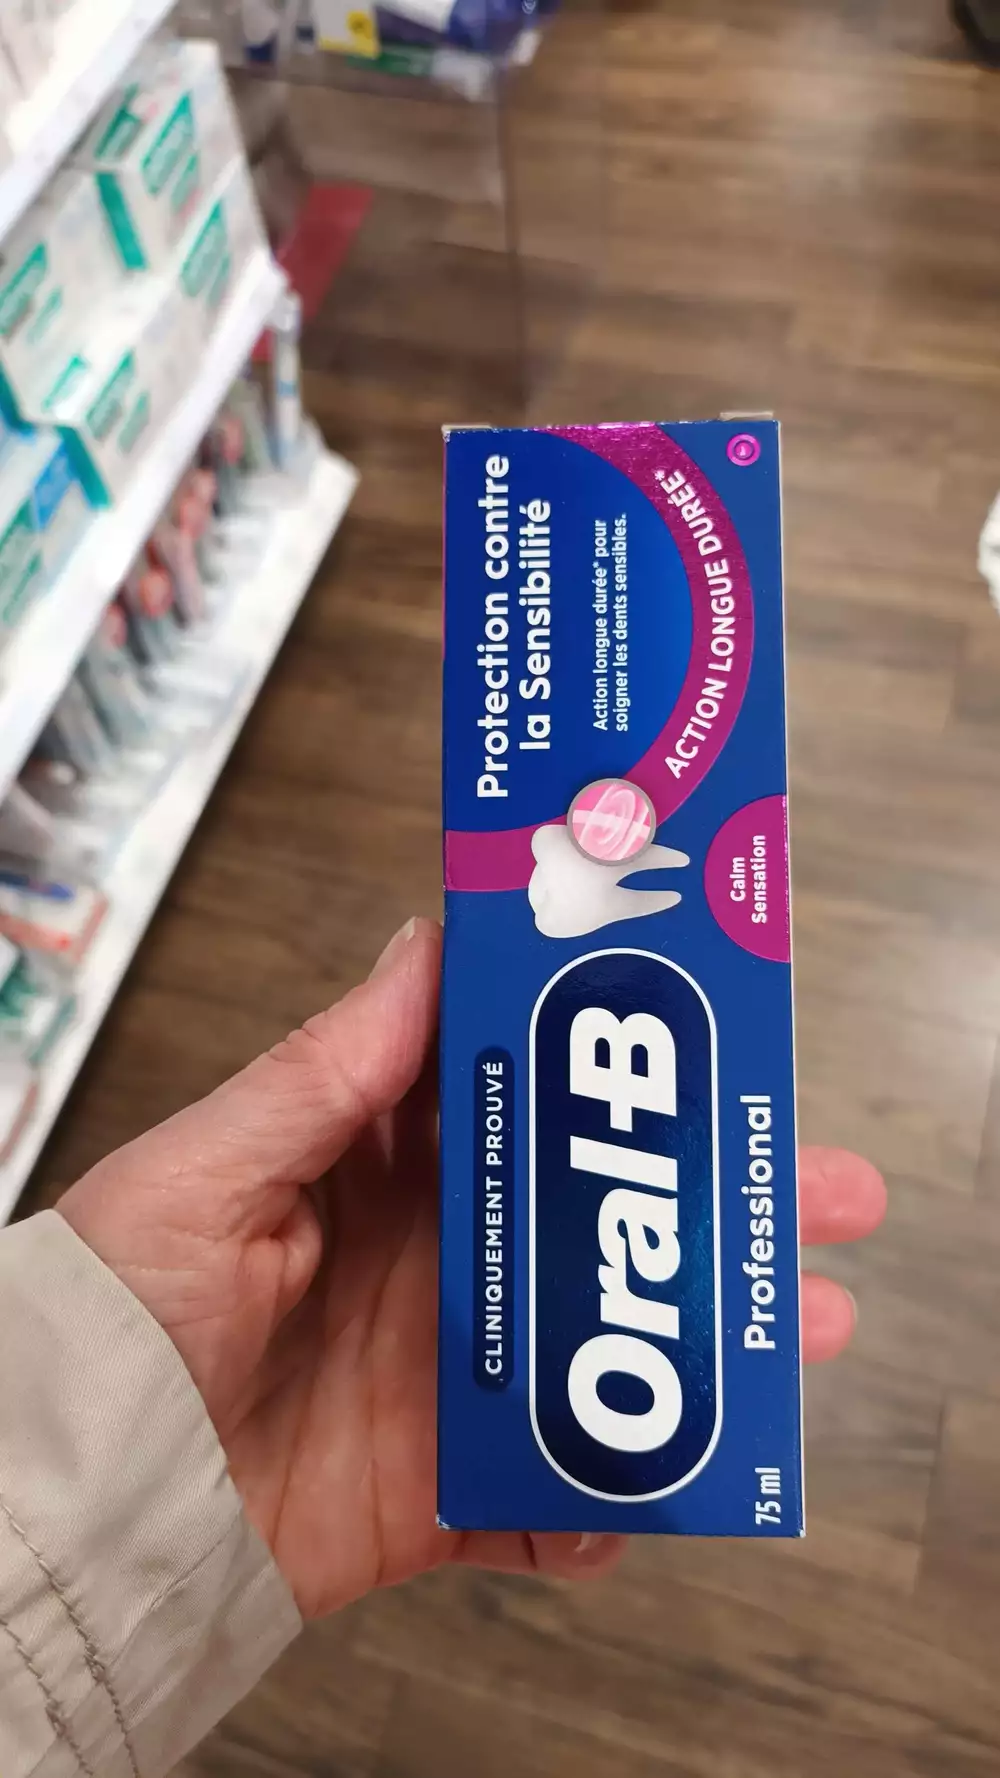 CLINIQUEMENT PROUVÉ
Oral-B
Professional
75 ml
Protection contre
la Sensibilité
Action longue durée* pour
soigner les dents sensibles.
ACTION LONGUE DURÉE*
Calm
Sensation